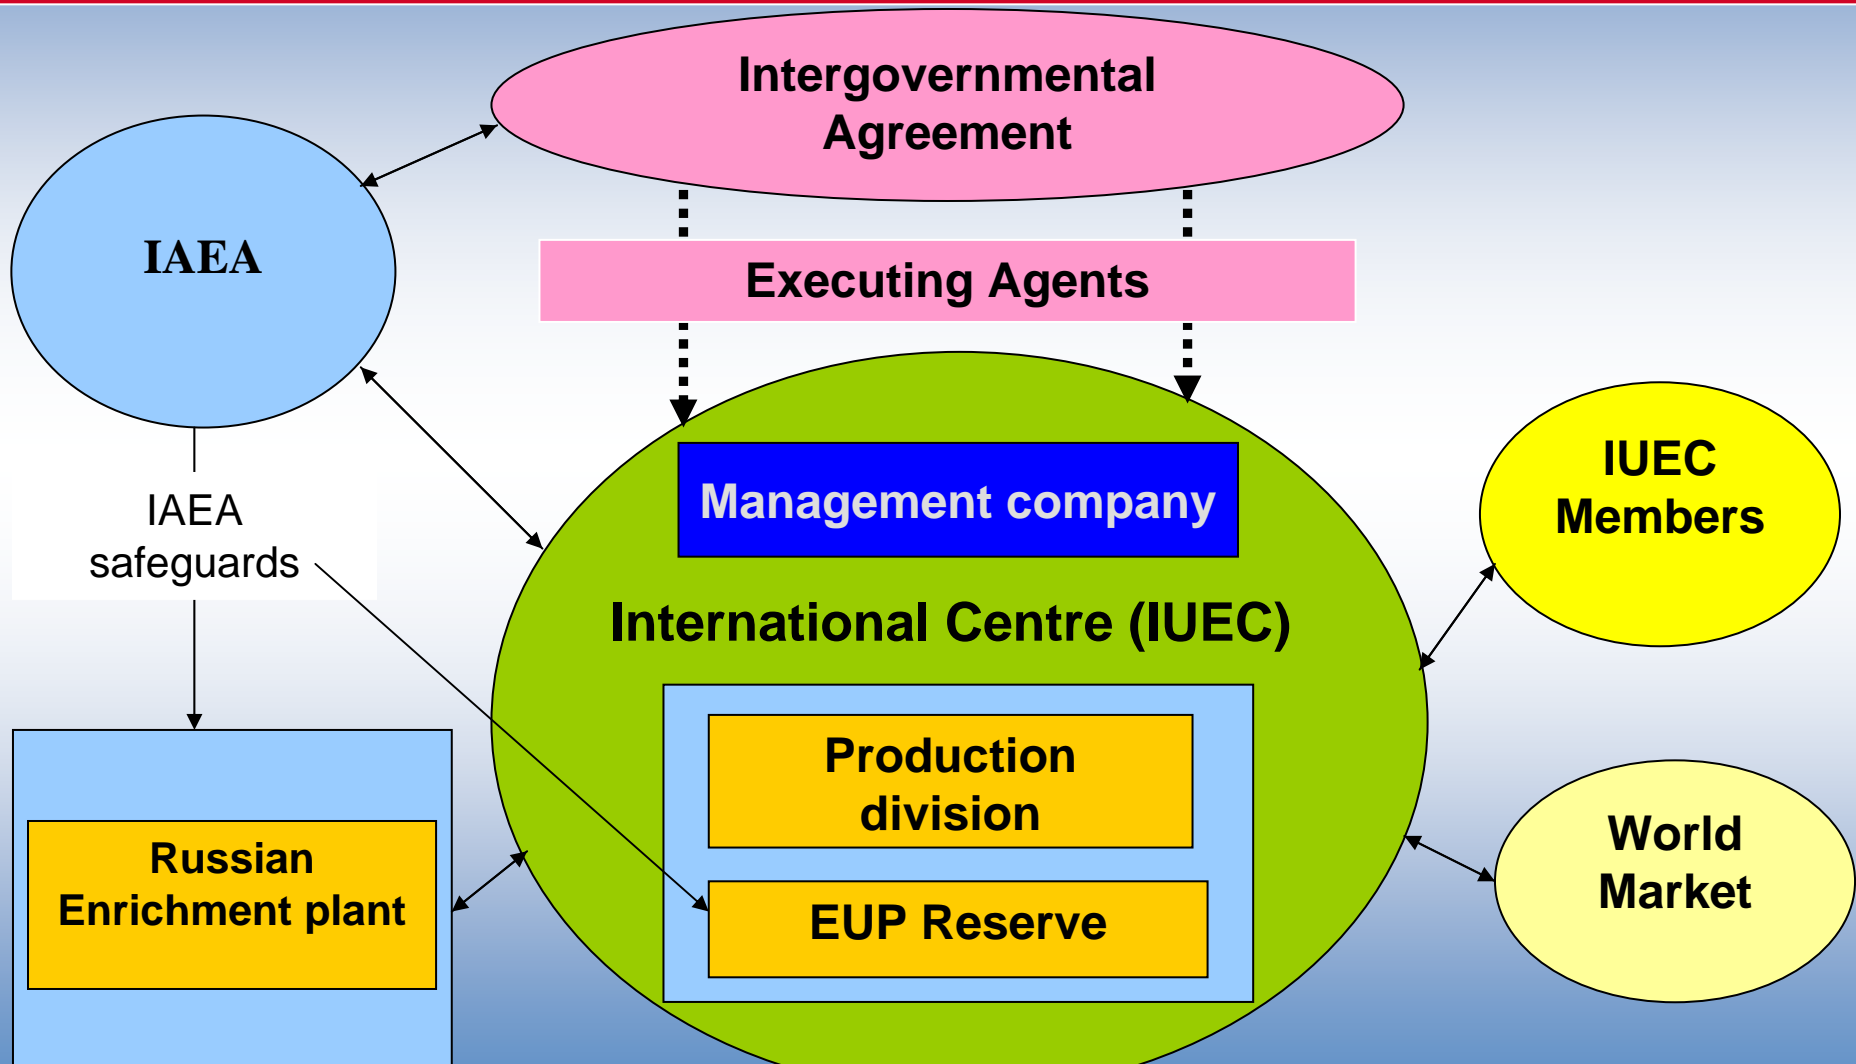 Intergovernmental
Agreement
IAEA
Executing Agents
Management company
IUEC
Members
IAEA
safeguards
International Centre (IUEC)
Production
division
World
Market
Russian
Enrichment plant
EUP Reserve